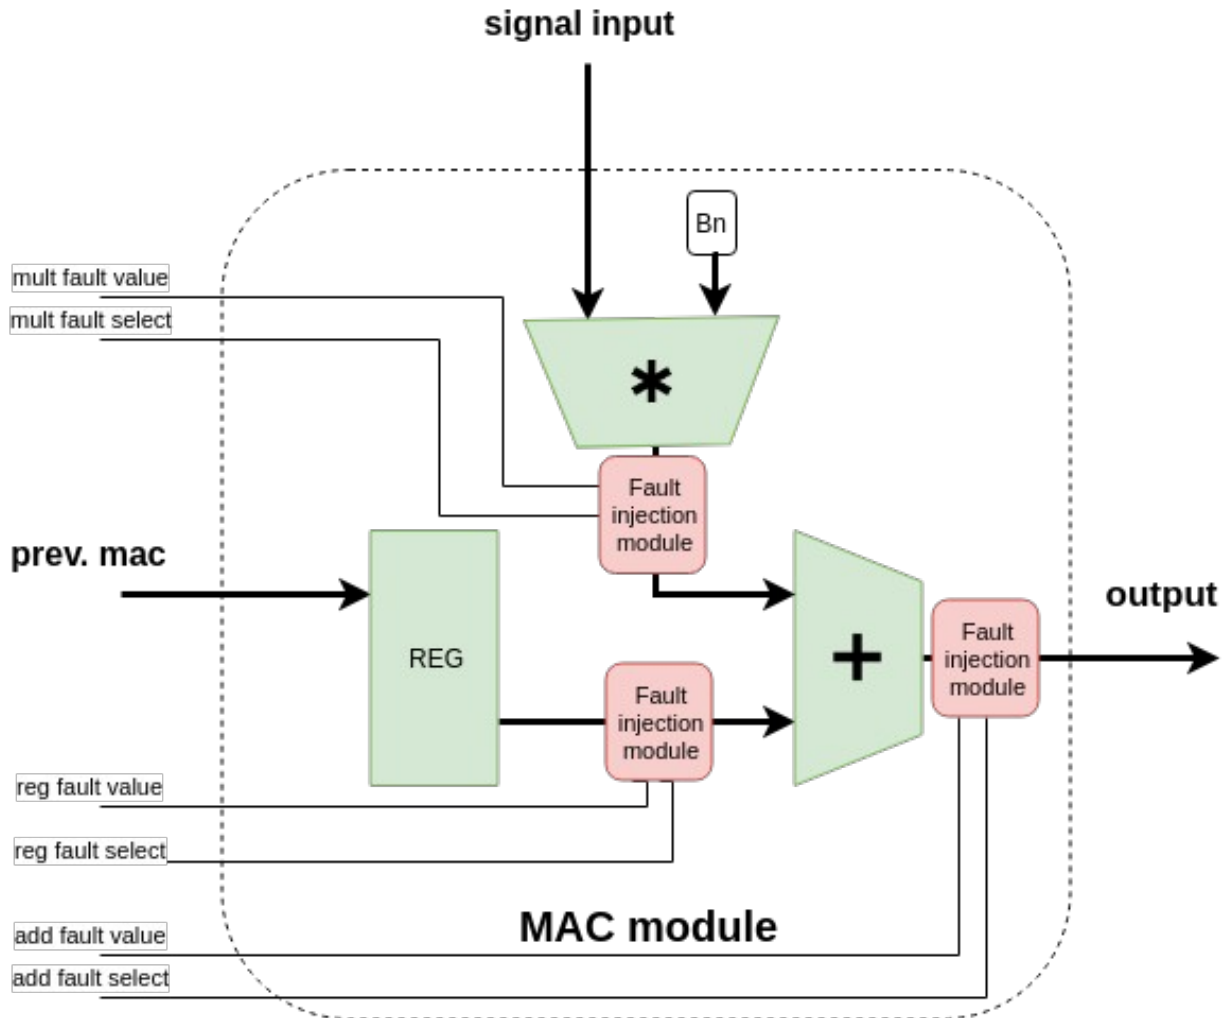 signal input
Bn
mult fault value
mult fault select
*
Fault
injection
module
prev. mac
REG
+
output
Fault
injection
module
Fault
injection
module
reg fault value
reg fault select
MAC module
add fault value
add fault select